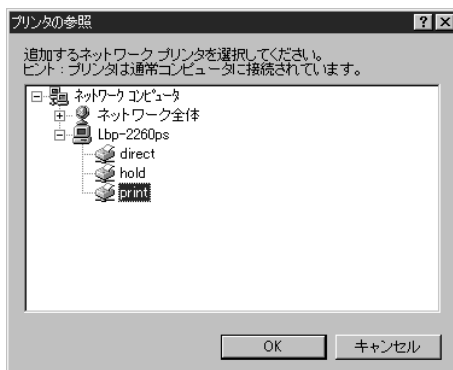 プリンタの参照
追加するネットワーク プリンタを選択してください。
ヒント : プリンタは通常コンピュータに接続されています。
ネットワーク コンピュータ
ネットワーク全体
Lbp-2260ps
direct
hold
print
OK
キャンセル